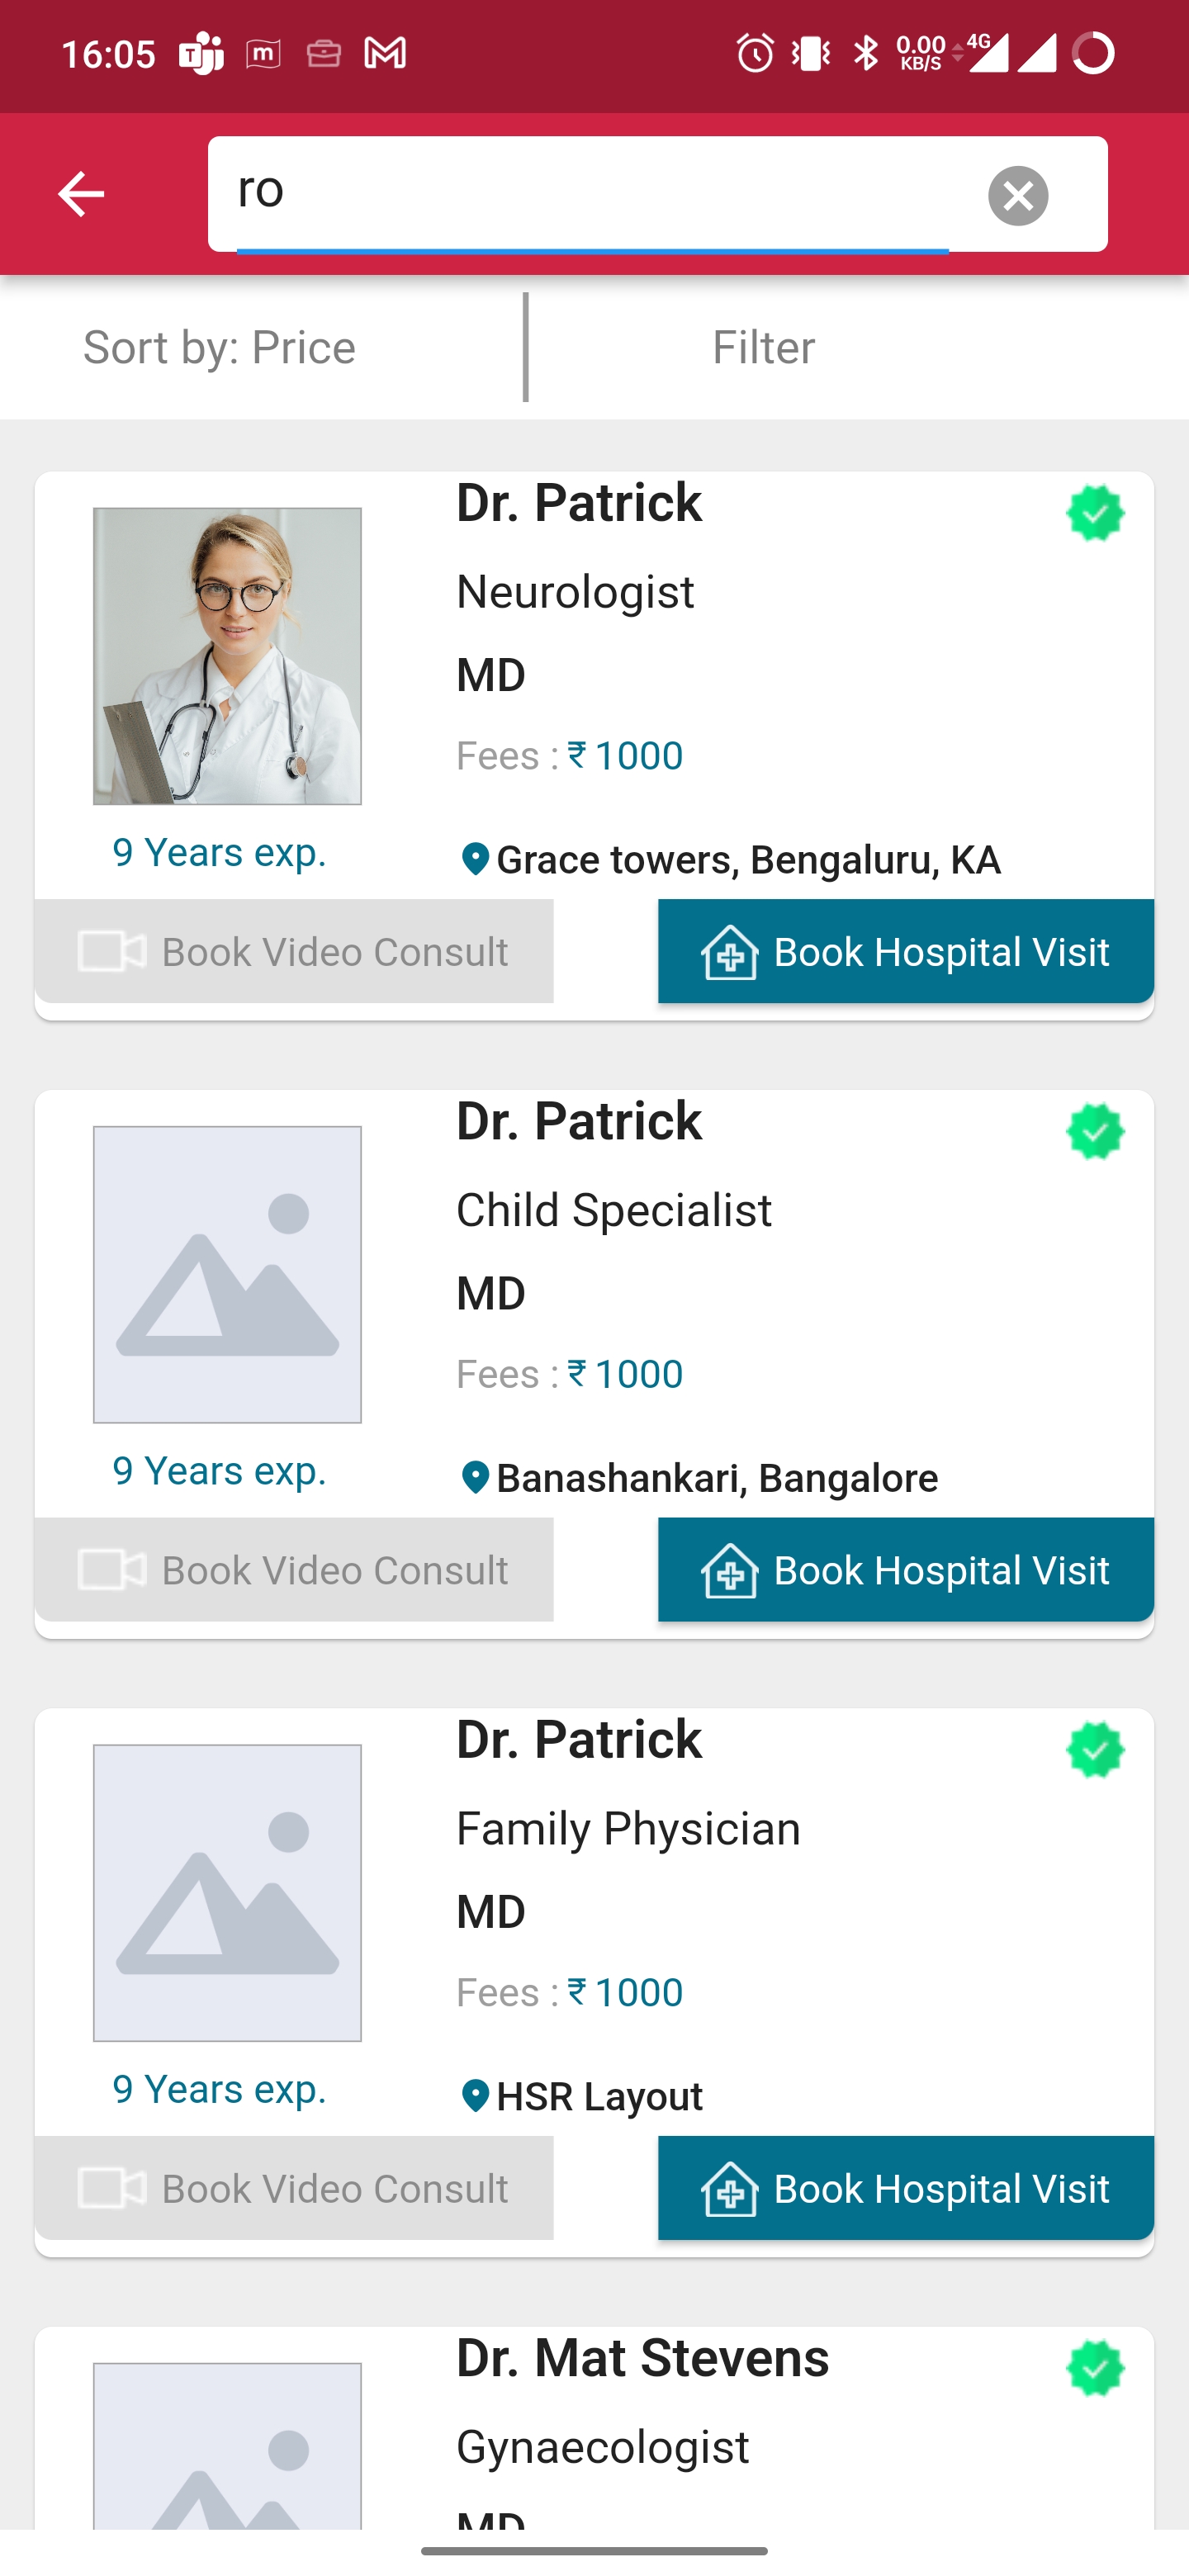 16:05
0.00
KB/S
4G
ro
Sort by: Price
Filter
Dr. Patrick
Neurologist
MD
Fees : ₹ 1000
9 Years exp.
Grace towers, Bengaluru, KA
Book Video Consult
Book Hospital Visit
Dr. Patrick
Child Specialist
MD
Fees : ₹ 1000
9 Years exp.
Banashankari, Bangalore
Book Video Consult
Book Hospital Visit
Dr. Patrick
Family Physician
MD
Fees : ₹ 1000
9 Years exp.
HSR Layout
Book Video Consult
Book Hospital Visit
Dr. Mat Stevens
Gynaecologist
MD